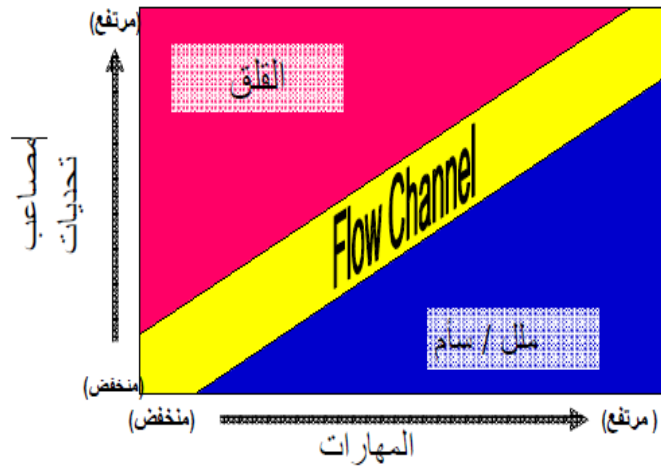 (مرتفع)
القلق
مصاعب
تحديات
Flow Channel
ملل / سأم
(منخفض)
(منخفض)
(مرتفع )
المهارات